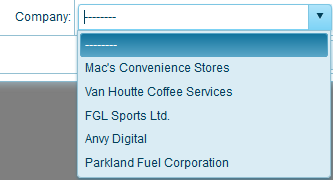 Company: --------
--------
Mac's Convenience Stores
Van Houtte Coffee Services
FGL Sports Ltd.
Anvy Digital
Parkland Fuel Corporation